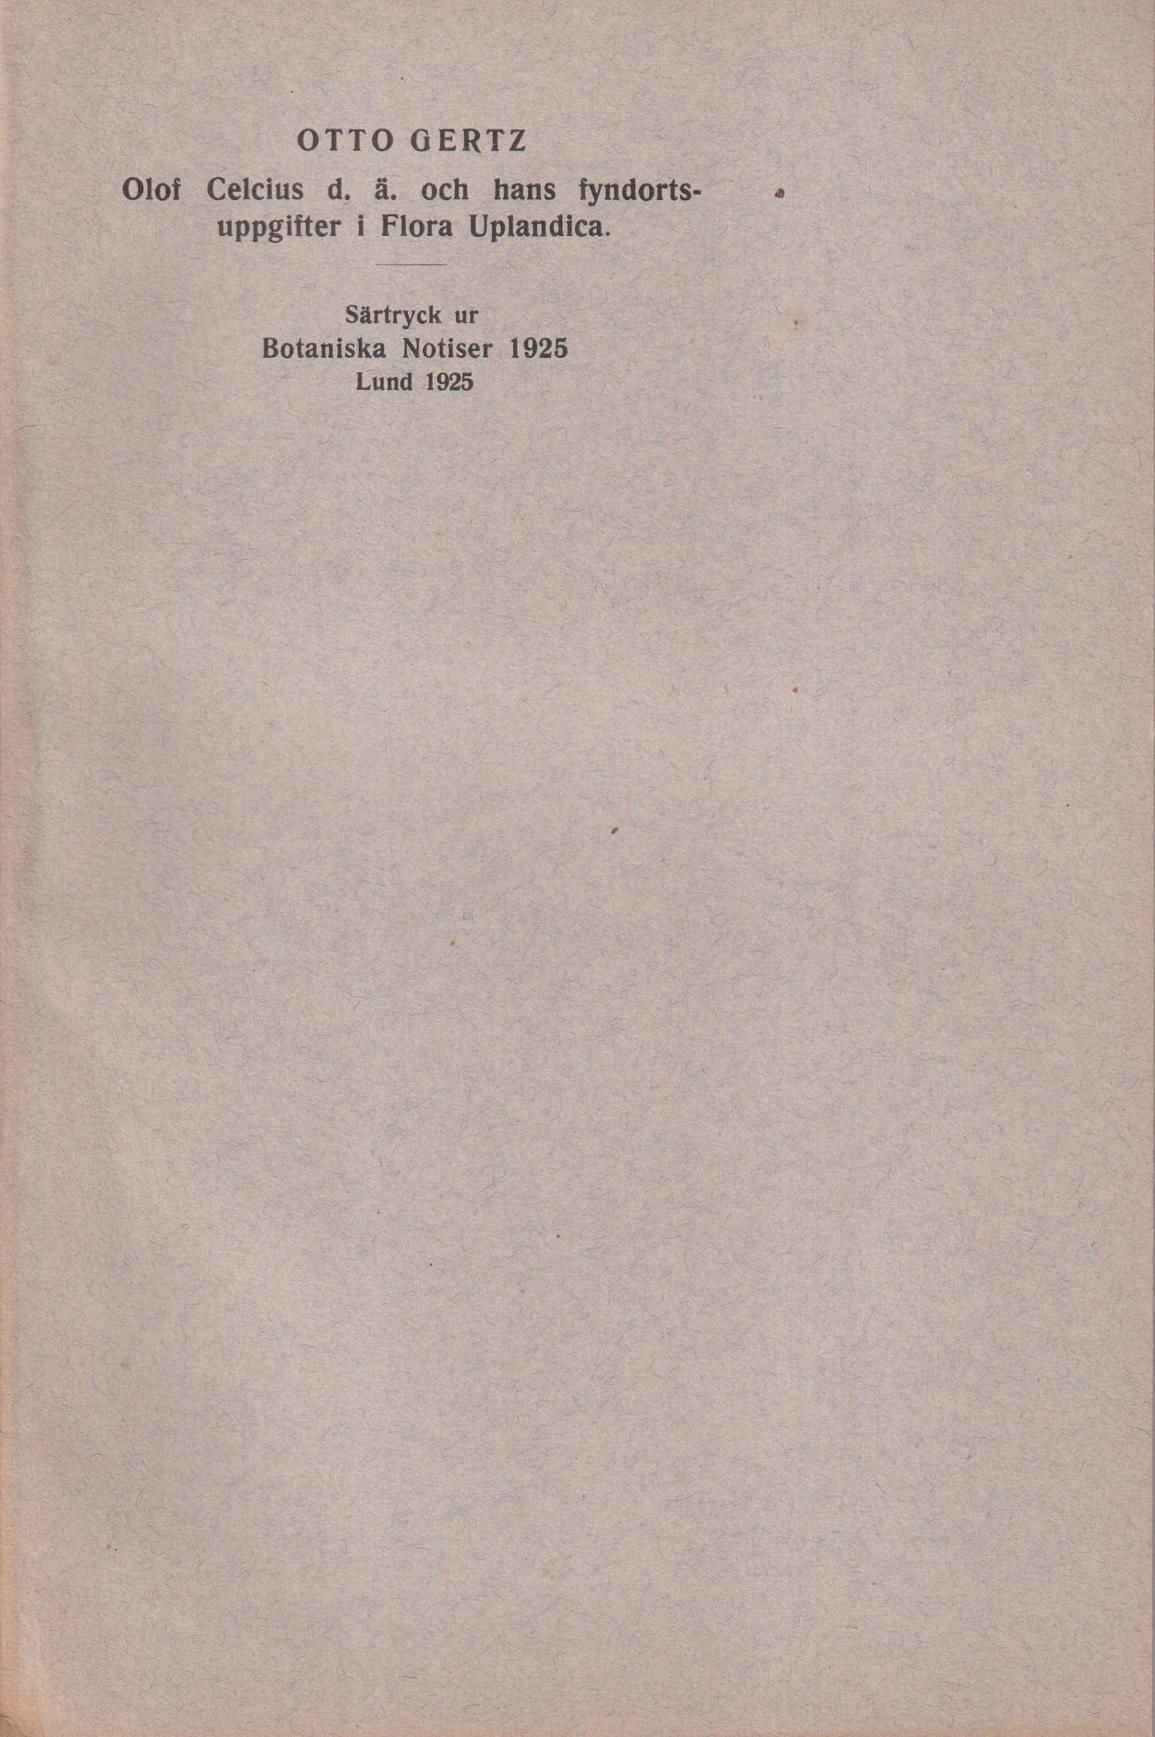 OTTO GERTZ
Olof Celcius d. ä. och hans fyndorts-
uppgifter i Flora Uplandica.
Särtryck ur
Botaniska Notiser 1925
Lund 1925